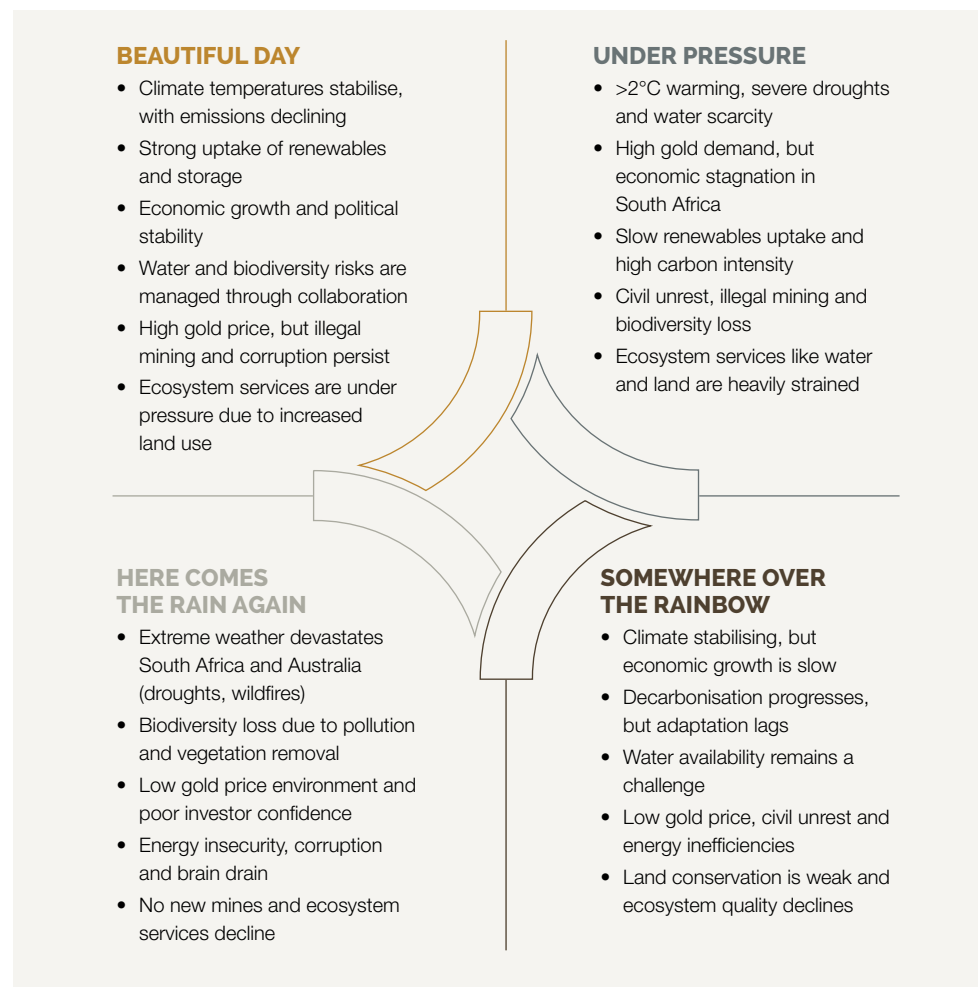 BEAUTIFUL DAY
• Climate temperatures stabilise,
with emissions declining
• Strong uptake of renewables
and storage
• Economic growth and political
stability
• Water and biodiversity risks are
managed through collaboration
• High gold price, but illegal
mining and corruption persist
• Ecosystem services are under
pressure due to increased
land use
UNDER PRESSURE
• >2°C warming, severe droughts
and water scarcity
• High gold demand, but
economic stagnation in
South Africa
• Slow renewables uptake and
high carbon intensity
• Civil unrest, illegal mining and
biodiversity loss
• Ecosystem services like water
and land are heavily strained
HERE COMES
THE RAIN AGAIN
• Extreme weather devastates
South Africa and Australia
(droughts, wildfires)
• Biodiversity loss due to pollution
and vegetation removal
• Low gold price environment and
poor investor confidence
• Energy insecurity, corruption
and brain drain
• No new mines and ecosystem
services decline
SOMEWHERE OVER
THE RAINBOW
• Climate stabilising, but
economic growth is slow
• Decarbonisation progresses,
but adaptation lags
• Water availability remains a
challenge
• Low gold price, civil unrest and
energy inefficiencies
• Land conservation is weak and
ecosystem quality declines